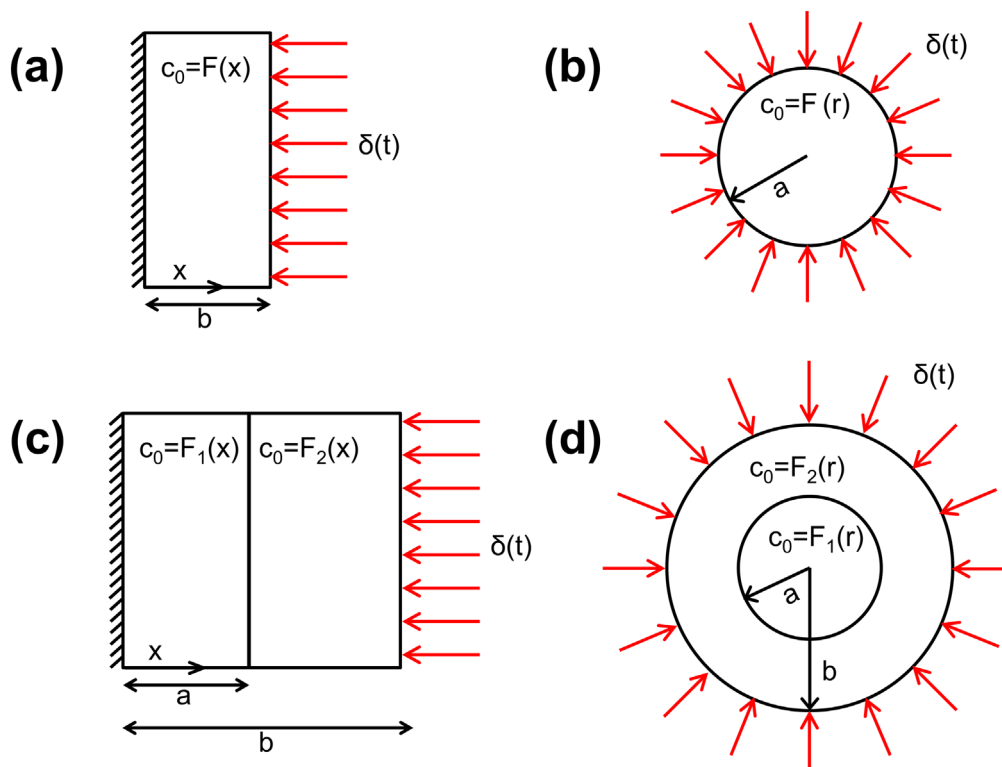 (a)
c₀=F(x)
δ(t)
x
b
(b)
δ(t)
c₀=F (r)
a
(c)
c₀=F₁(x) c₀=F₂(x)
δ(t)
x
a
b
(d)
δ(t)
c₀=F₂(r)
c₀=F₁(r)
a
b